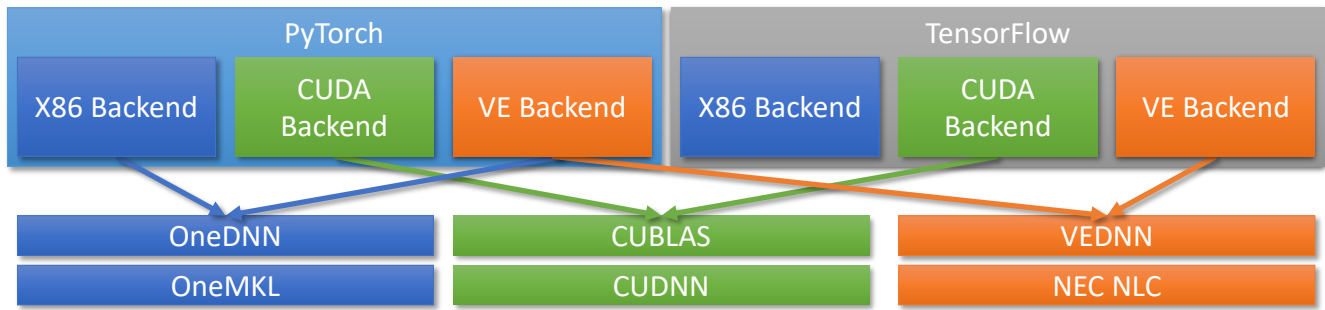 PyTorch
TensorFlow
X86 Backend
CUDA
Backend
VE Backend
X86 Backend
CUDA
Backend
VE Backend
OneDNN
CUBLAS
VEDNN
OneMKL
CUDNN
NEC NLC